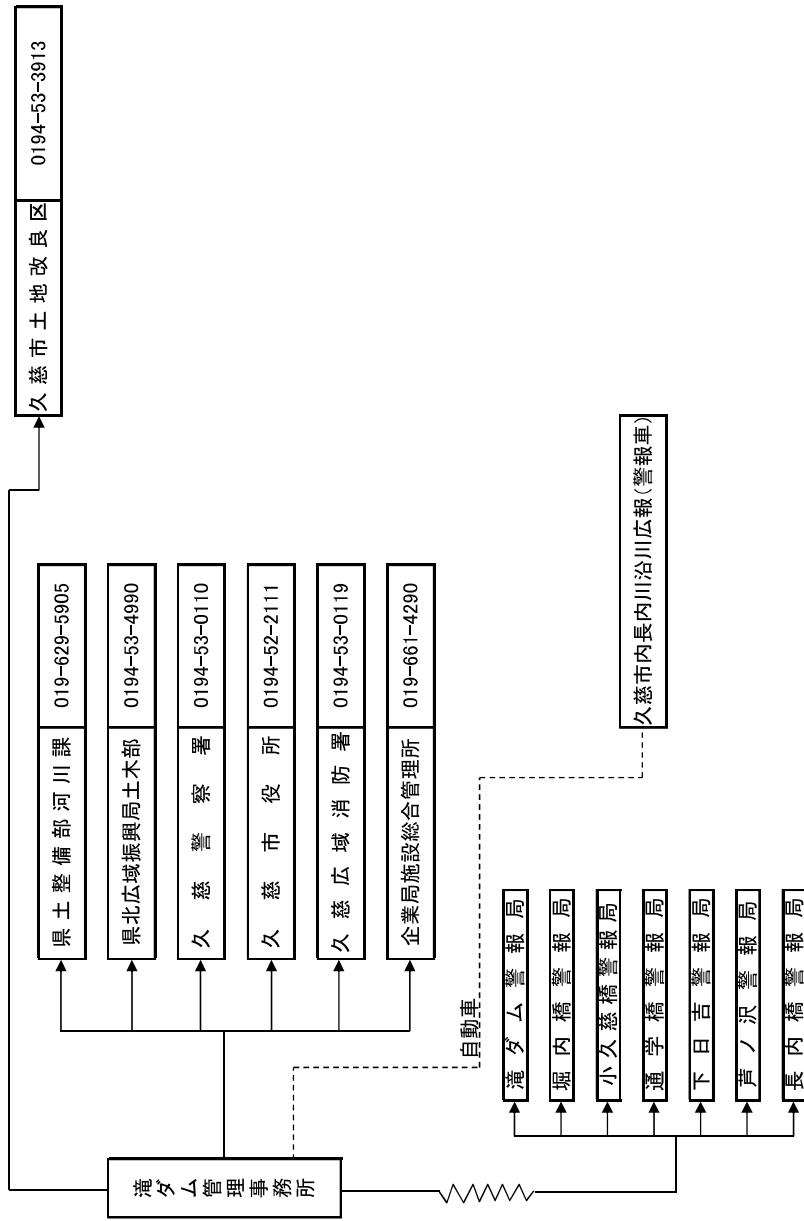 滝ダム管理事務所
久慈市土地改良区 0194-53-3913
県土整備部河川課 019-629-5905
県北広域振興局土木部 0194-53-4990
久慈警察署 0194-53-0110
久慈市役所 0194-52-2111
久慈広域消防署 0194-53-0119
企業局施設総合管理所 019-661-4290
自動車
久慈市内長内川沿川広報(警報車)
滝ダム警報局
堀内橋警報局
小久慈橋警報局
通学橋警報局
下日吉警報局
芦ノ沢警報局
長内橋警報局